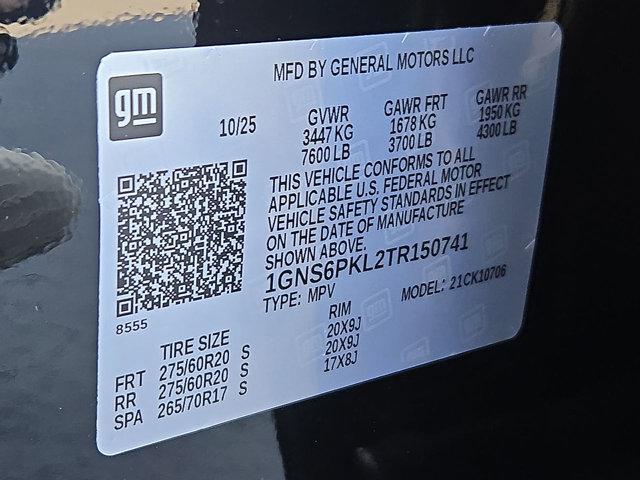 MFD BY GENERAL MOTORS LLC
gm
10/25
GVWR GAWR FRT GAWR RR
3447 KG 1678 KG 1950 KG
7600 LB 3700 LB 4300 LB
THIS VEHICLE CONFORMS TO ALL
APPLICABLE U.S. FEDERAL MOTOR
VEHICLE SAFETY STANDARDS IN EFFECT
ON THE DATE OF MANUFACTURE
SHOWN ABOVE.
1GNS6PKL2TR150741
TYPE: MPV MODEL: 21CK10706
8555
TIRE SIZE RIM
FRT 275/60R20 S 20X9J
RR 275/60R20 S 20X9J
SPA 265/70R17 S 17X8J